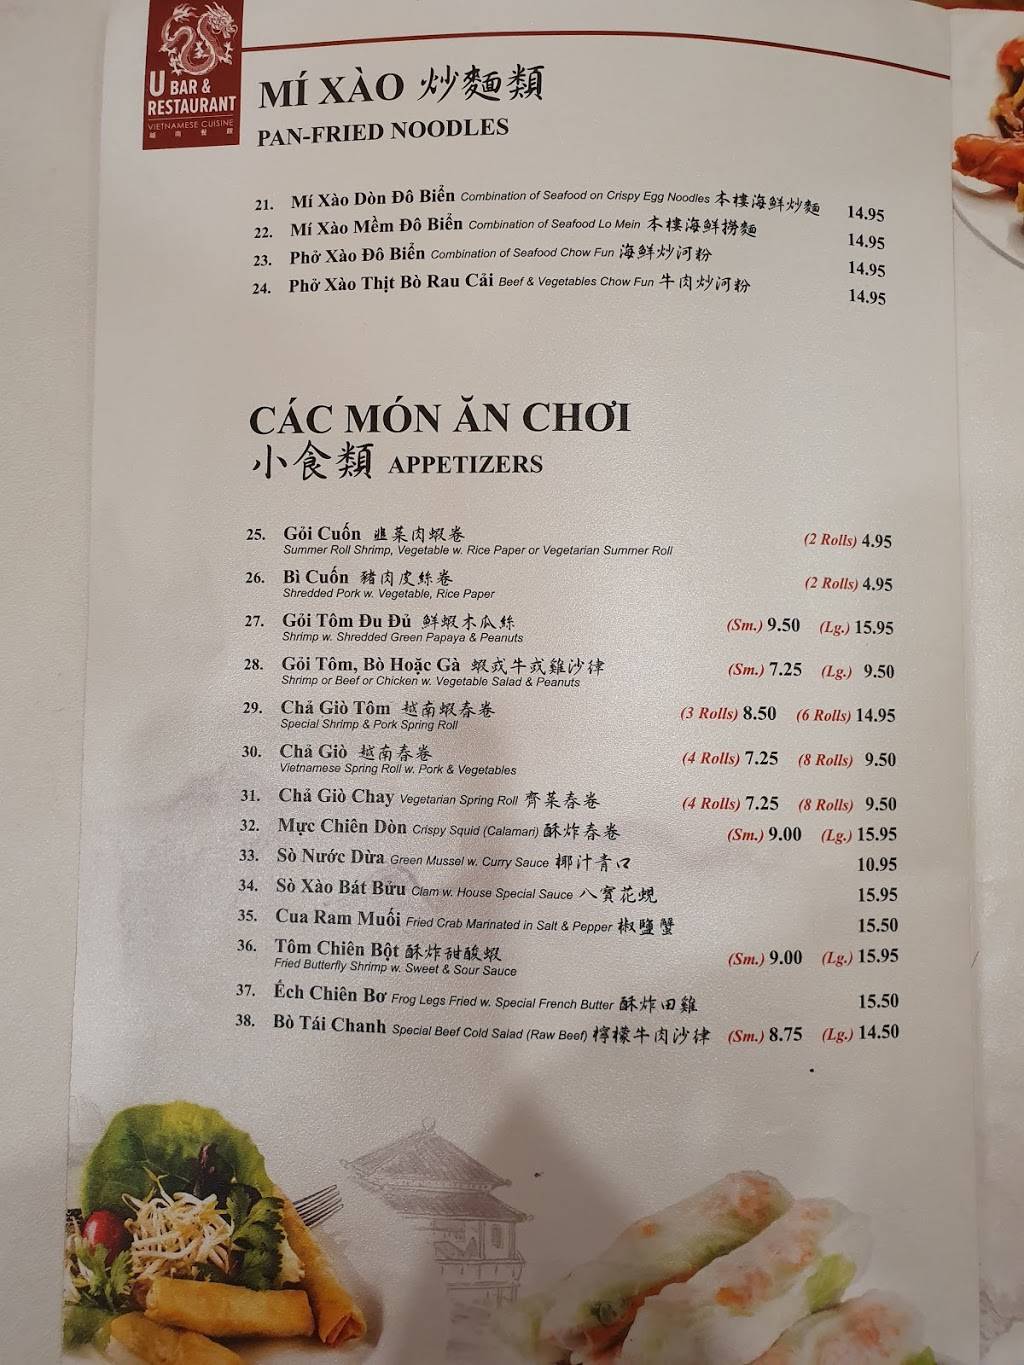 U BAR &
RESTAURANT
VIETNAMESE CUISINE
越南餐館
MÍ XÀO 炒麵類
PAN-FRIED NOODLES
21. Mí Xào Dòn Đô Biển Combination of Seafood on Crispy Egg Noodles 本樓海鮮炒麵 14.95
22. Mí Xào Mềm Đô Biển Combination of Seafood Lo Mein 本樓海鮮撈麵 14.95
23. Phở Xào Đô Biển Combination of Seafood Chow Fun 海鮮炒河粉 14.95
24. Phở Xào Thịt Bò Rau Cải Beef & Vegetables Chow Fun 牛肉炒河粉 14.95
CÁC MÓN ĂN CHƠI
小食類 APPETIZERS
25. Gỏi Cuốn 韮菜肉蝦卷 (2 Rolls) 4.95
Summer Roll Shrimp, Vegetable w. Rice Paper or Vegetarian Summer Roll
26. Bì Cuốn 豬肉皮絲卷 (2 Rolls) 4.95
Shredded Pork w. Vegetable, Rice Paper
27. Gỏi Tôm Đu Đủ 鮮蝦木瓜絲 (Sm.) 9.50 (Lg.) 15.95
Shrimp w. Shredded Green Papaya & Peanuts
28. Gỏi Tôm, Bò Hoặc Gà 蝦或牛或雞沙律 (Sm.) 7.25 (Lg.) 9.50
Shrimp or Beef or Chicken w. Vegetable Salad & Peanuts
29. Chả Giò Tôm 越南蝦春卷 (3 Rolls) 8.50 (6 Rolls) 14.95
Special Shrimp & Pork Spring Roll
30. Chả Giò 越南春卷 (4 Rolls) 7.25 (8 Rolls) 9.50
Vietnamese Spring Roll w. Pork & Vegetables
31. Chả Giò Chay Vegetarian Spring Roll 齊菜春卷 (4 Rolls) 7.25 (8 Rolls) 9.50
32. Mực Chiên Dòn Crispy Squid (Calamari) 酥炸春卷 (Sm.) 9.00 (Lg.) 15.95
33. Sò Nước Dừa Green Mussel w. Curry Sauce 椰汁青口 10.95
34. Sò Xào Bát Bửu Clam w. House Special Sauce 八寶花蜆 15.95
35. Cua Ram Muối Fried Crab Marinated in Salt & Pepper 椒鹽蟹 15.50
36. Tôm Chiên Bột 酥炸甜酸蝦 (Sm.) 9.00 (Lg.) 15.95
Fried Butterfly Shrimp w. Sweet & Sour Sauce
37. Ếch Chiên Bơ Frog Legs Fried w. Special French Butter 酥炸田雞 15.50
38. Bò Tái Chanh Special Beef Cold Salad (Raw Beef) 檸檬牛肉沙律 (Sm.) 8.75 (Lg.) 14.50